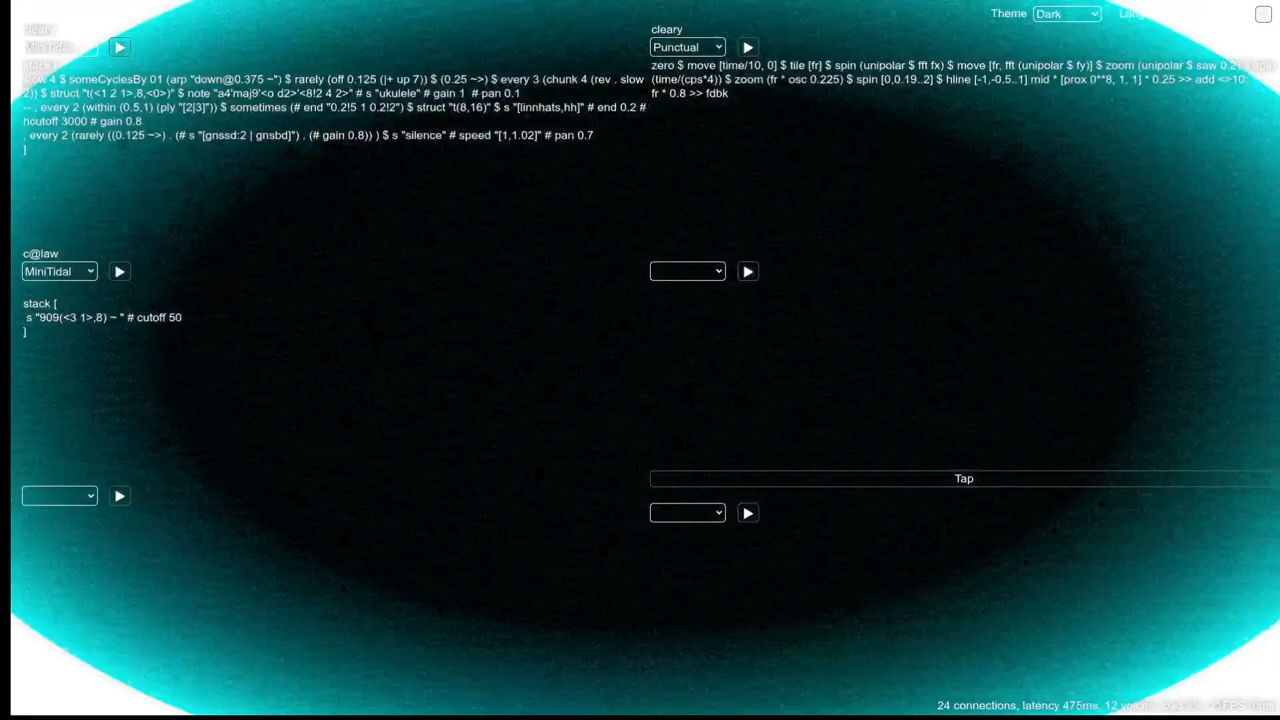 Theme Dark
cleary
MiniTidal
stack [
slow 4 $ someCyclesBy 01 (arp "down@0.375 ~") $ rarely (off 0.125 (|+ up 7)) $ (0.25 ~>) $ every 3 (chunk 4 (rev . slow
2)) $ struct "t(<1 2 1>,8,<0>)" $ note "a4'maj9'<o d2>'<8!2 4 2>" # s "ukulele" # gain 1 # pan 0.1
-- , every 2 (within (0.5,1) (ply "[2|3]")) $ sometimes (# end "0.2!5 1 0.2!2") $ struct "t(8,16)" $ s "[linnhats,hh]" # end 0.2 #
hcutoff 3000 # gain 0.8
, every 2 (rarely ((0.125 ~>) . (# s "[gnssd:2 | gnsbd]") . (# gain 0.8)) ) $ s "silence" # speed "[1,1.02]" # pan 0.7
]
cleary
Punctual
zero $ move [time/10, 0] $ tile [fr] $ spin (unipolar $ fft fx) $ move [fr, fft (unipolar $ fy)] $ zoom (unipolar $ saw 0.2) $ spin
(time/(cps*4)) $ zoom (fr * osc 0.225) $ spin [0,0.19..2] $ hline [-1,-0.5..1] mid * [prox 0**8, 1, 1] * 0.25 >> add <>10;
fr * 0.8 >> fdbk
c@law
MiniTidal
stack [
s "909(<3 1>,8) ~ " # cutoff 50
]
Tap
24 connections, latency 475ms, 12 voices,